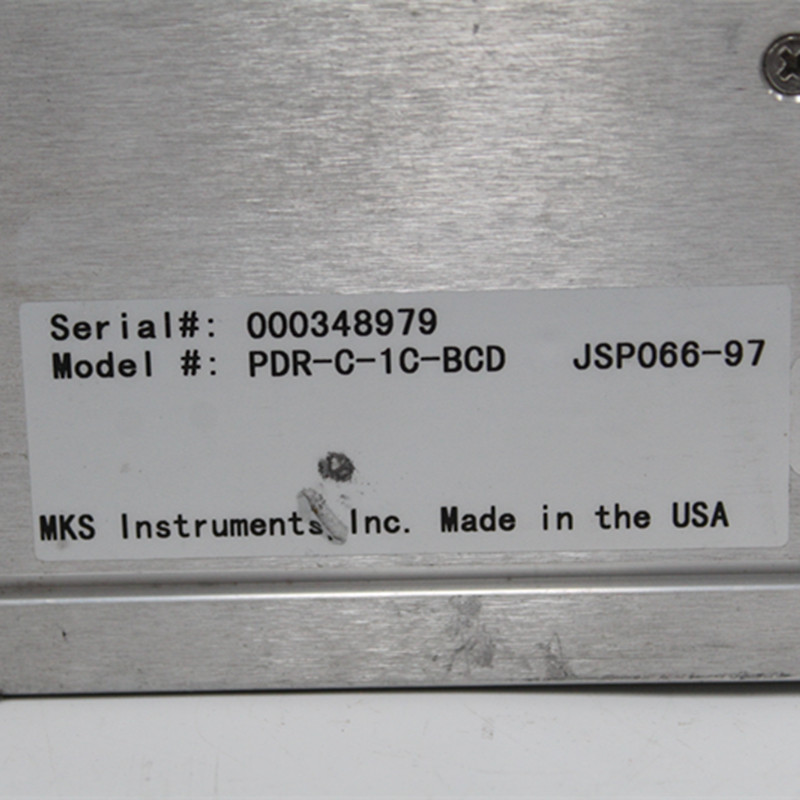 Serial#: 000348979
Model #: PDR-C-1C-BCD JSP066-97
MKS Instruments, Inc. Made in the USA